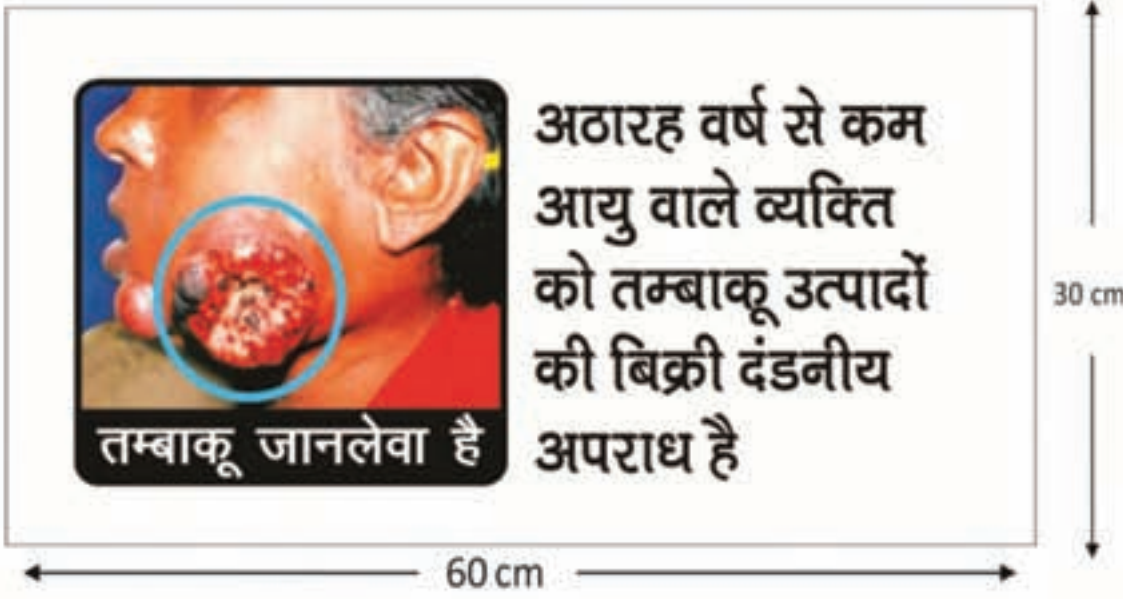 अठारह वर्ष से कम
आयु वाले व्यक्ति
को तम्बाकू उत्पादों
की बिक्री दंडनीय
अपराध है
तम्बाकू जानलेवा है
30 cm
60 cm